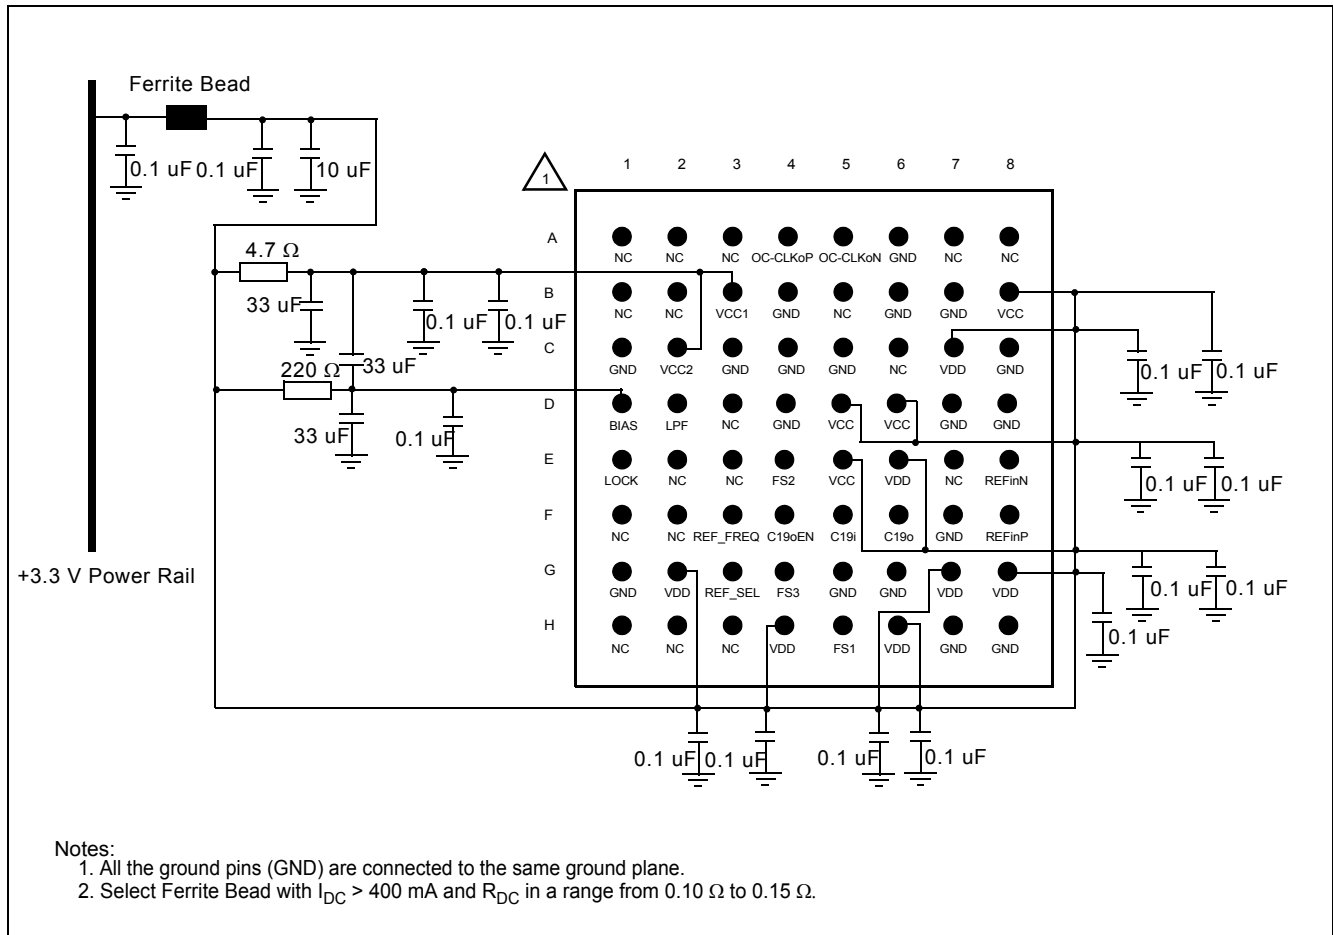 Ferrite Bead
0.1 uF 0.1 uF 10 uF
1
1 2 3 4 5 6 7 8
A
NC NC NC OC-CLKoP OC-CLKoN GND NC NC
4.7 Ω
33 uF
0.1 uF 0.1 uF
B
NC NC VCC1 GND NC GND GND VCC
C
GND VCC2 GND GND GND NC VDD GND
33 uF
220 Ω
0.1 uF 0.1 uF
D
BIAS LPF NC GND VCC VCC GND GND
33 uF 0.1 uF
E
LOCK NC NC FS2 VCC VDD NC REFinN
0.1 uF 0.1 uF
F
NC NC REF_FREQ C19oEN C19i C19o GND REFinP
+3.3 V Power Rail
G
GND VDD REF_SEL FS3 GND GND VDD VDD
0.1 uF 0.1 uF
H
NC NC NC VDD FS1 VDD GND GND
0.1 uF
0.1 uF 0.1 uF 0.1 uF 0.1 uF
Notes:
1. All the ground pins (GND) are connected to the same ground plane.
2. Select Ferrite Bead with IDC > 400 mA and RDC in a range from 0.10 Ω to 0.15 Ω.